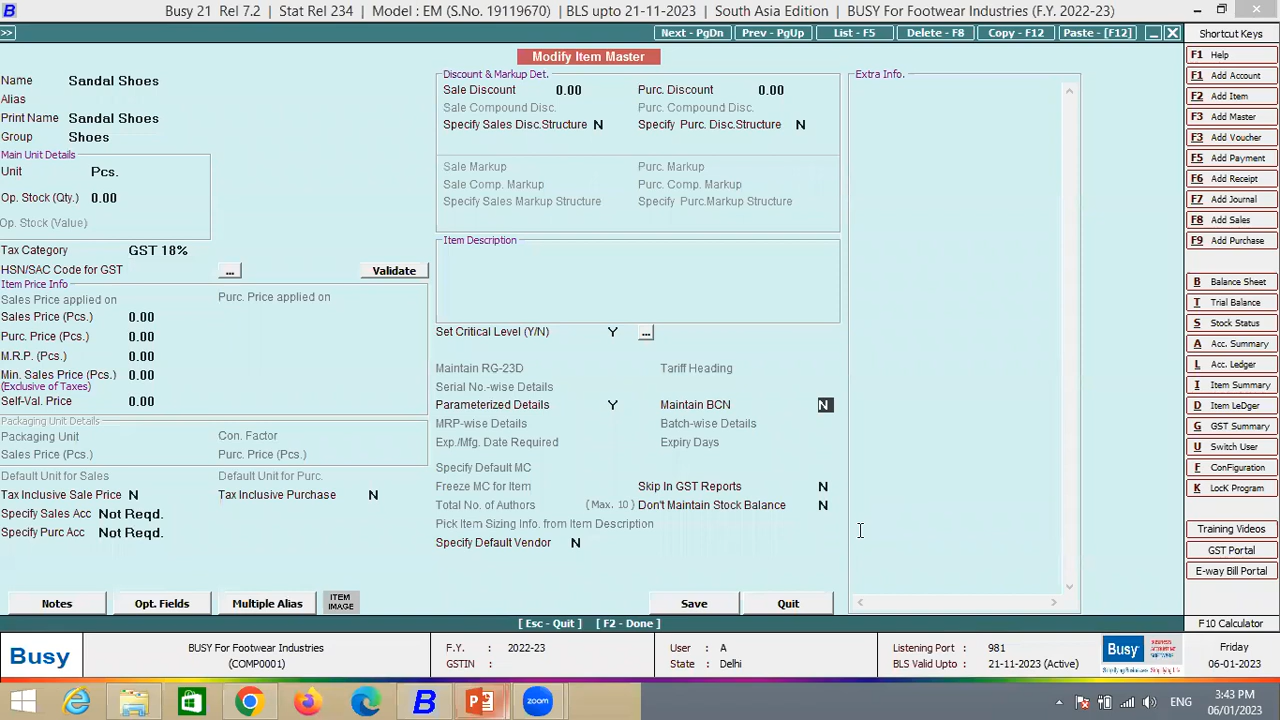 Busy 21 Rel 7.2 | Stat Rel 234 | Model : EM (S.No. 19119670) | BLS upto 21-11-2023 | South Asia Edition | BUSY For Footwear Industries (F.Y. 2022-23)
>> Next - PgDn Prev - PgUp List - F5 Delete - F8 Copy - F12 Paste - [F12]
Modify Item Master
Name Sandal Shoes
Alias
Print Name Sandal Shoes
Group Shoes
Main Unit Details
Unit Pcs.
Op. Stock (Qty.) 0.00
Op. Stock (Value)
Tax Category GST 18%
HSN/SAC Code for GST ... Validate
Item Price Info
Sales Price applied on Purc. Price applied on
Sales Price (Pcs.) 0.00
Purc. Price (Pcs.) 0.00
M.R.P. (Pcs.) 0.00
Min. Sales Price (Pcs.) 0.00
(Exclusive of Taxes)
Self-Val. Price 0.00
Packaging Unit Details
Packaging Unit Con. Factor
Sales Price (Pcs.) Purc. Price (Pcs.)
Default Unit for Sales Default Unit for Purc.
Tax Inclusive Sale Price N Tax Inclusive Purchase N
Specify Sales Acc Not Reqd.
Specify Purc Acc Not Reqd.
Notes Opt. Fields Multiple Alias ITEM IMAGE
Discount & Markup Det.
Sale Discount 0.00 Purc. Discount 0.00
Sale Compound Disc. Purc. Compound Disc.
Specify Sales Disc.Structure N Specify Purc. Disc.Structure N
Sale Markup Purc. Markup
Sale Comp. Markup Purc. Comp. Markup
Specify Sales Markup Structure Specify Purc.Markup Structure
Item Description
Set Critical Level (Y/N) Y ...
Maintain RG-23D Tariff Heading
Serial No.-wise Details
Parameterized Details Y Maintain BCN N
MRP-wise Details Batch-wise Details
Exp./Mfg. Date Required Expiry Days
Specify Default MC
Freeze MC for Item Skip In GST Reports N
Total No. of Authors { Max. 10 } Don't Maintain Stock Balance N
Pick Item Sizing Info. from Item Description
Specify Default Vendor N
Save Quit
Extra Info.
[ Esc - Quit ] [ F2 - Done ]
Shortcut Keys
F1 Help
F1 Add Account
F2 Add Item
F3 Add Master
F3 Add Voucher
F5 Add Payment
F6 Add Receipt
F7 Add Journal
F8 Add Sales
F9 Add Purchase
B Balance Sheet
T Trial Balance
S Stock Status
A Acc. Summary
L Acc. Ledger
I Item Summary
D Item LeDger
G GST Summary
U Switch User
F ConFiguration
K LocK Program
Training Videos
GST Portal
E-way Bill Portal
F10 Calculator
Busy
BUSY For Footwear Industries
(COMP0001)
F.Y. : 2022-23
GSTIN :
User : A
State : Delhi
Listening Port : 981
BLS Valid Upto : 21-11-2023 (Active)
Busy
Friday
06-01-2023
B P zoom ENG
3:43 PM
06/01/2023